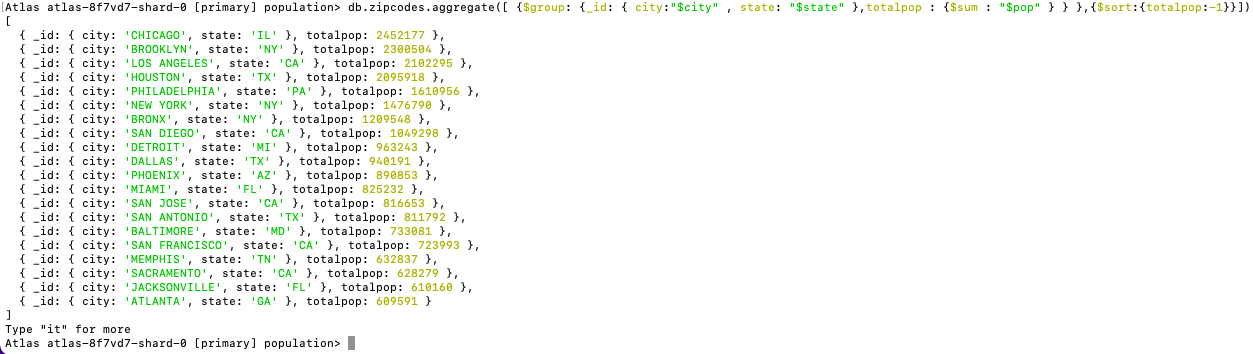 [Atlas atlas-8f7vd7-shard-0 [primary] population> db.zipcodes.aggregate([ {$group: {_id: { city:"$city" , state: "$state" },totalpop : {$sum : "$pop" } } },{$sort:{totalpop:-1}}])
[
  { _id: { city: 'CHICAGO', state: 'IL' }, totalpop: 2452177 },
  { _id: { city: 'BROOKLYN', state: 'NY' }, totalpop: 2300504 },
  { _id: { city: 'LOS ANGELES', state: 'CA' }, totalpop: 2102295 },
  { _id: { city: 'HOUSTON', state: 'TX' }, totalpop: 2095918 },
  { _id: { city: 'PHILADELPHIA', state: 'PA' }, totalpop: 1610956 },
  { _id: { city: 'NEW YORK', state: 'NY' }, totalpop: 1476790 },
  { _id: { city: 'BRONX', state: 'NY' }, totalpop: 1209548 },
  { _id: { city: 'SAN DIEGO', state: 'CA' }, totalpop: 1049298 },
  { _id: { city: 'DETROIT', state: 'MI' }, totalpop: 963243 },
  { _id: { city: 'DALLAS', state: 'TX' }, totalpop: 940191 },
  { _id: { city: 'PHOENIX', state: 'AZ' }, totalpop: 890853 },
  { _id: { city: 'MIAMI', state: 'FL' }, totalpop: 825232 },
  { _id: { city: 'SAN JOSE', state: 'CA' }, totalpop: 816653 },
  { _id: { city: 'SAN ANTONIO', state: 'TX' }, totalpop: 811792 },
  { _id: { city: 'BALTIMORE', state: 'MD' }, totalpop: 733081 },
  { _id: { city: 'SAN FRANCISCO', state: 'CA' }, totalpop: 723993 },
  { _id: { city: 'MEMPHIS', state: 'TN' }, totalpop: 632837 },
  { _id: { city: 'SACRAMENTO', state: 'CA' }, totalpop: 628279 },
  { _id: { city: 'JACKSONVILLE', state: 'FL' }, totalpop: 610160 },
  { _id: { city: 'ATLANTA', state: 'GA' }, totalpop: 609591 }
]
Type "it" for more
Atlas atlas-8f7vd7-shard-0 [primary] population>